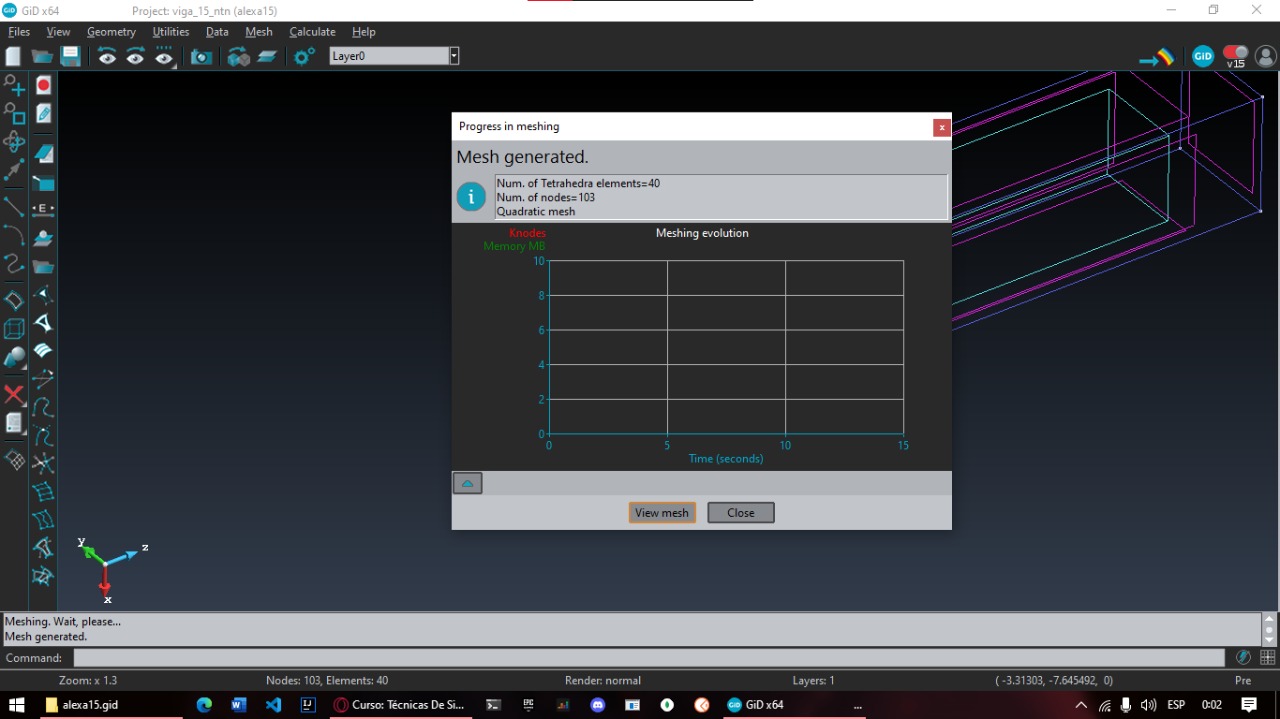 GiD x64 Project: viga_15_ntn (alexa15)
Files View Geometry Utilities Data Mesh Calculate Help
Layer0
GiD
v15
E
Progress in meshing
x
Mesh generated.
i
Num. of Tetrahedra elements=40
Num. of nodes=103
Quadratic mesh
Knodes
Memory MB
Meshing evolution
10
8
6
4
2
0
0 5 10 15
Time (seconds)
View mesh Close
y
z
x
Meshing. Wait, please...
Mesh generated.
Command:
Zoom: x 1.3 Nodes: 103, Elements: 40 Render: normal Layers: 1 ( -3.31303, -7.645492, 0) Pre
alexa15.gid Curso: Técnicas De Si... GiD x64 ... ESP 0:02